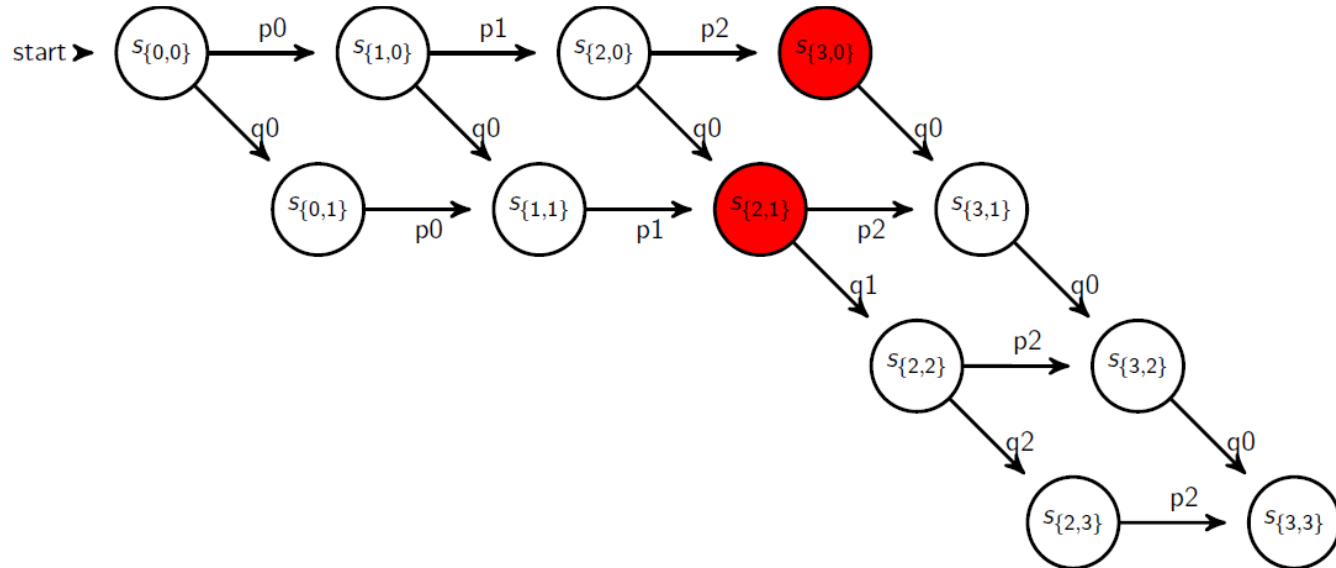 p0 p1 p2
start s{0,0} s{1,0} s{2,0} s{3,0}
q0 q0 q0 q0
s{0,1} s{1,1} s{2,1} s{3,1}
p0 p1 p2
q1 q0
p2
s{2,2} s{3,2}
q2 q0
p2
s{2,3} s{3,3}